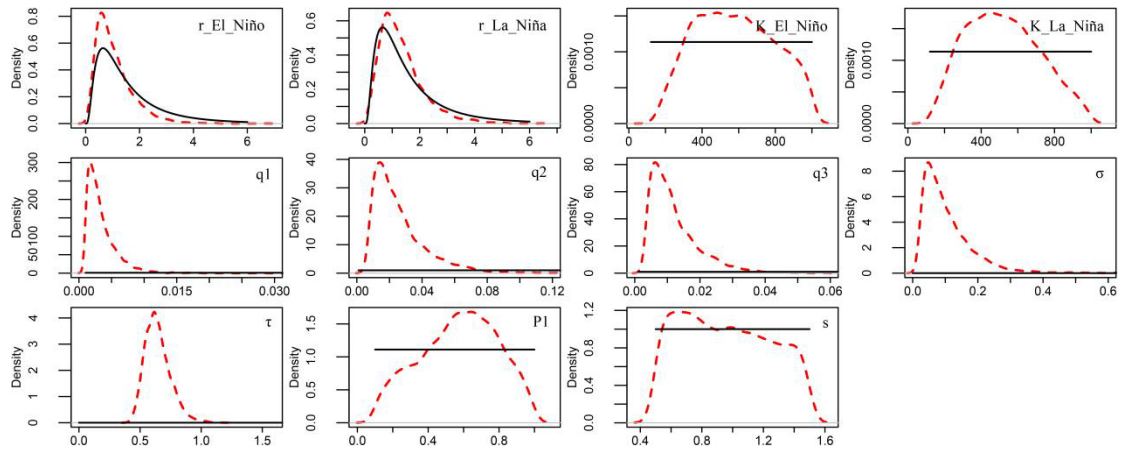 r_El_Niño
Density
0.0 0.2 0.4 0.6 0.8
0 2 4 6
r_La_Niña
Density
0.0 0.2 0.4 0.6
0 2 4 6
K_El_Niño
Density
0.0000 0.0010
0 400 800
K_La_Niña
Density
0.0000 0.0010
0 400 800
q1
Density
0 50 100 200 300
0.000 0.015 0.030
q2
Density
0 10 20 30 40
0.00 0.04 0.08 0.12
q3
Density
0 20 40 60 80
0.00 0.02 0.04 0.06
σ
Density
0 2 4 6 8
0.0 0.2 0.4 0.6
τ
Density
0 1 2 3 4
0.0 0.5 1.0 1.5
P1
Density
0.0 0.5 1.0 1.5
0.0 0.4 0.8
s
Density
0.0 0.4 0.8 1.2
0.4 0.8 1.2 1.6